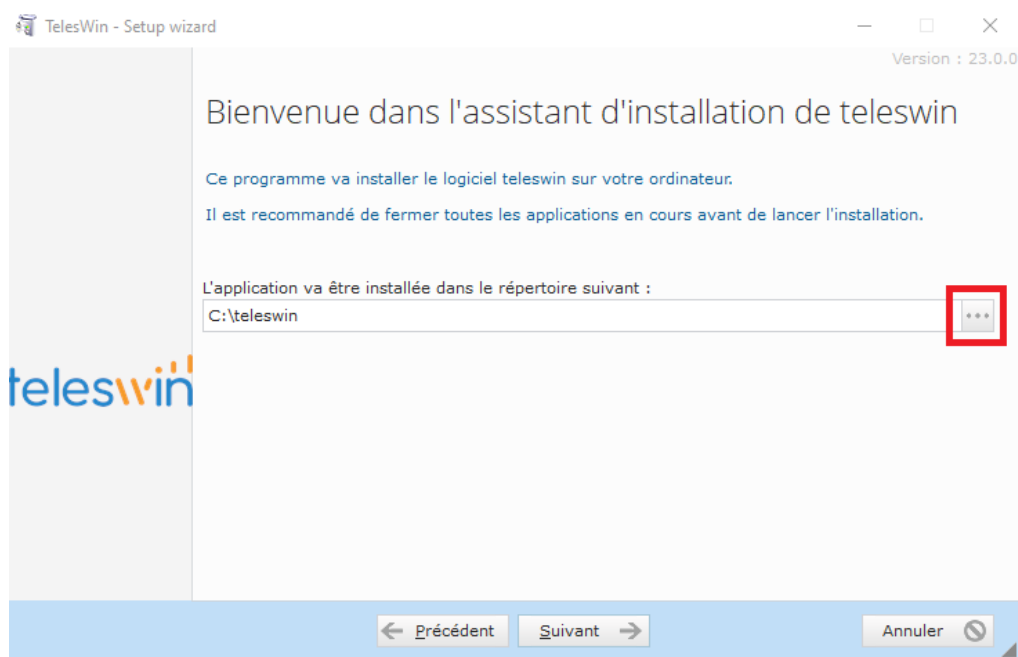 TelesWin - Setup wizard
Version : 23.0.0
Bienvenue dans l'assistant d'installation de teleswin
Ce programme va installer le logiciel teleswin sur votre ordinateur.
Il est recommandé de fermer toutes les applications en cours avant de lancer l'installation.
L'application va être installée dans le répertoire suivant :
C:\teleswin
...
teleswin
Précédent Suivant Annuler